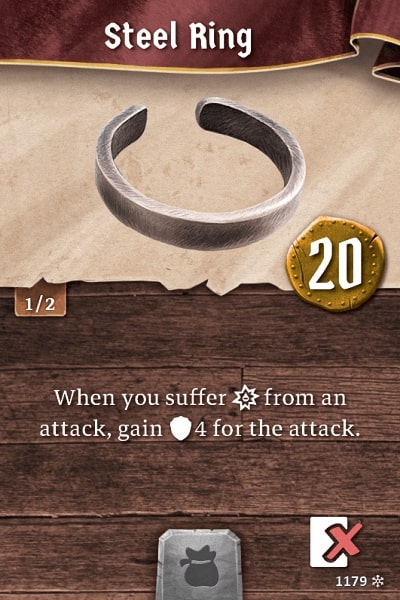 Steel Ring
20
1/2
When you suffer from an
attack, gain 4 for the attack.
1179